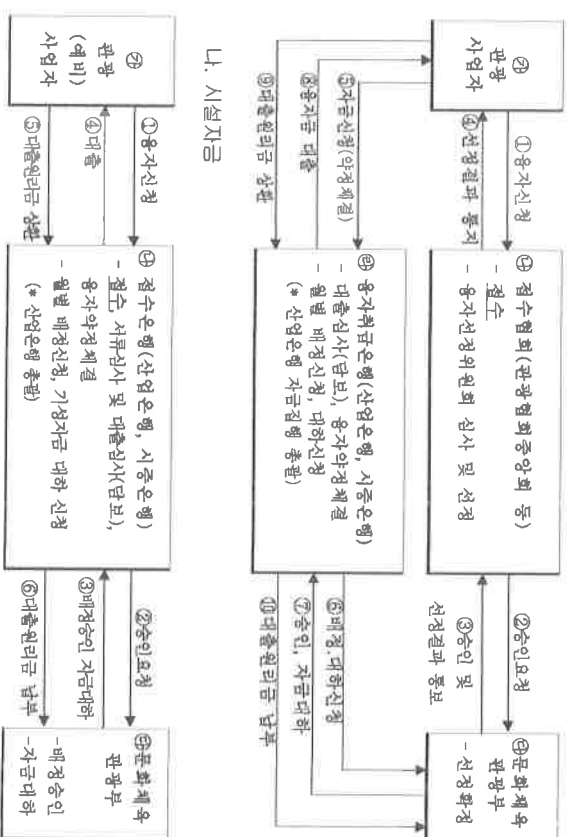 ㉮
관광
사업자
①융자신청
④선정결과 통지
㉯ 접수협회(관광협회중앙회 등)
- 접수
- 융자선정위원회 심사 및 선정
②승인요청
③승인 및
선정결과 통보
㉰문화체육
관광부
- 선정확정
⑤자금신청(약정체결)
⑧융자금 대출
⑨대출원리금 상환
㉱ 융자취급은행(산업은행, 시중은행)
- 대출심사(담보), 융자약정체결
- 월별 배정신청, 대하신청
(* 산업은행 자금집행 총괄)
⑥배정.대하신청
⑦승인, 자금대하
⑩대출원리금 납부
나. 시설자금
㉮
관광
(예비)
사업자
①융자신청
④대출
⑤대출원리금 상환
㉯ 접수은행(산업은행, 시중은행)
- 접수, 서류심사 및 대출심사(담보),
융자약정체결
- 월별 배정신청, 기성자금 대하 신청
(* 산업은행 총괄)
②승인요청
③배정승인 자금대하
⑥대출원리금 납부
㉰문화체육
관광부
-배정승인
-자금대하